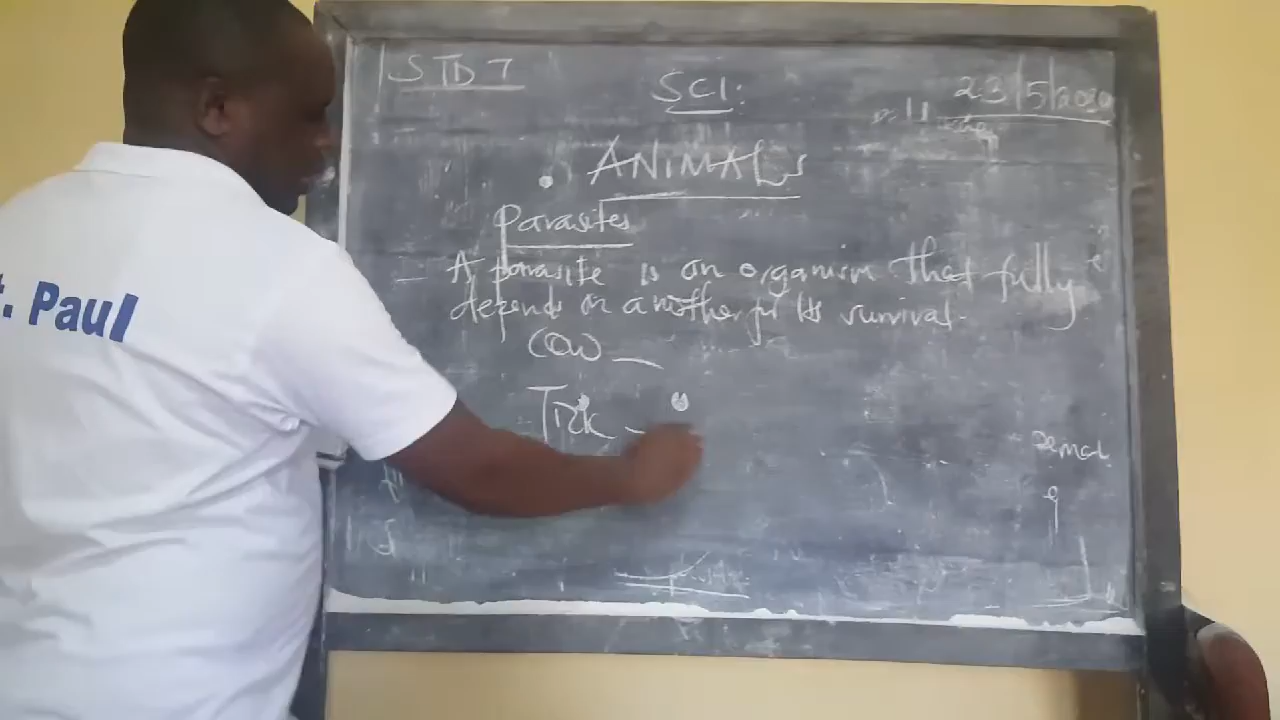 STD 7
SCI:
23/5/2020
ANIMALS
Parasites
- A parasite is an organism that fully
depends on another for its survival.
Cow -
Tick -
t. Paul